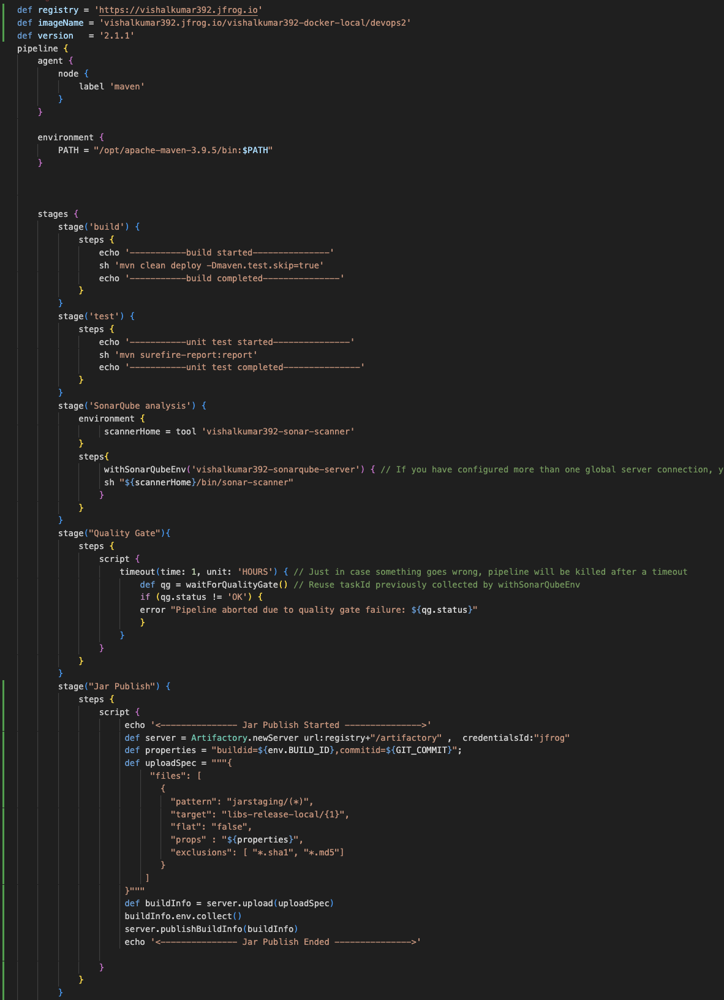 def registry = 'https://vishalkumar392.jfrog.io'
def imageName = 'vishalkumar392.jfrog.io/vishalkumar392-docker-local/devops2'
def version   = '2.1.1'
pipeline {
    agent {
        node {
            label 'maven'
        }
    }

    environment {
        PATH = "/opt/apache-maven-3.9.5/bin:$PATH"
    }

    stages {
        stage('build') {
            steps {
                echo '-----------build started---------------'
                sh 'mvn clean deploy -Dmaven.test.skip=true'
                echo '-----------build completed---------------'
            }
        }
        stage('test') {
            steps {
                echo '-----------unit test started---------------'
                sh 'mvn surefire-report:report'
                echo '-----------unit test completed---------------'
            }
        }
        stage('SonarQube analysis') {
            environment {
                 scannerHome = tool 'vishalkumar392-sonar-scanner'
            }
            steps{
                 withSonarQubeEnv('vishalkumar392-sonarqube-server') { // If you have configured more than one global server connection, y
                 sh "${scannerHome}/bin/sonar-scanner"
                }
            }
        }
        stage("Quality Gate"){
            steps {
                script {
                    timeout(time: 1, unit: 'HOURS') { // Just in case something goes wrong, pipeline will be killed after a timeout
                        def qg = waitForQualityGate() // Reuse taskId previously collected by withSonarQubeEnv
                        if (qg.status != 'OK') {
                        error "Pipeline aborted due to quality gate failure: ${qg.status}"
                        }
                    }
                }
            }
        }
        stage("Jar Publish") {
            steps {
                script {
                     echo '<--------------- Jar Publish Started --------------->'
                     def server = Artifactory.newServer url:registry+"/artifactory" ,  credentialsId:"jfrog"
                     def properties = "buildid=${env.BUILD_ID},commitid=${GIT_COMMIT}";
                     def uploadSpec = """{
                          "files": [
                            {
                              "pattern": "jarstaging/(*)",
                              "target": "libs-release-local/{1}",
                              "flat": "false",
                              "props" : "${properties}",
                              "exclusions": [ "*.sha1", "*.md5"]
                            }
                         ]
                     }"""
                     def buildInfo = server.upload(uploadSpec)
                     buildInfo.env.collect()
                     server.publishBuildInfo(buildInfo)
                     echo '<--------------- Jar Publish Ended --------------->'

                }
            }
        }